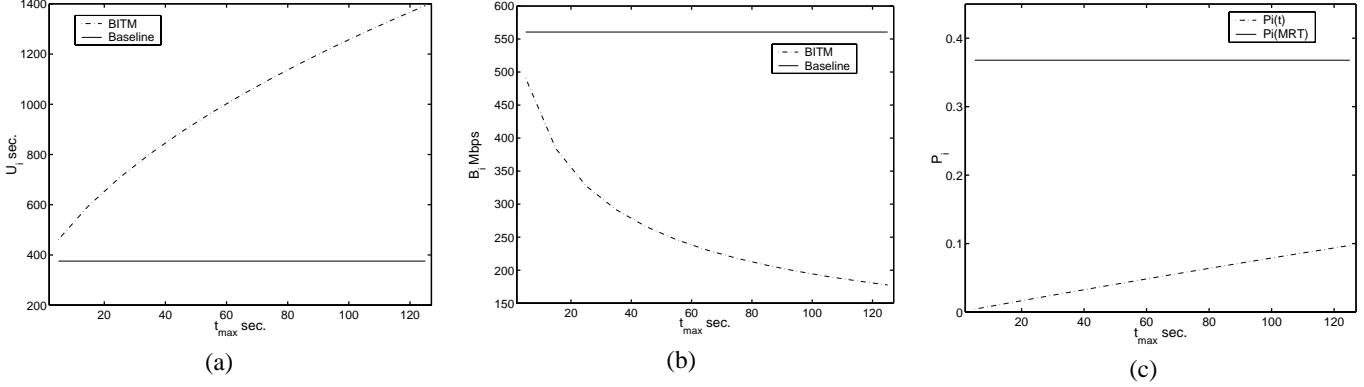 1400
1200
1000
800
600
400
200
U_i sec.
BITM
Baseline
20 40 60 80 100 120
t_max sec.
(a)
600
550
500
450
400
350
300
250
200
150
B_i Mbps
BITM
Baseline
20 40 60 80 100 120
t_max sec.
(b)
0.4
0.3
0.2
0.1
0
P_i
Pi(t)
Pi(MRT)
20 40 60 80 100 120
t_max sec.
(c)